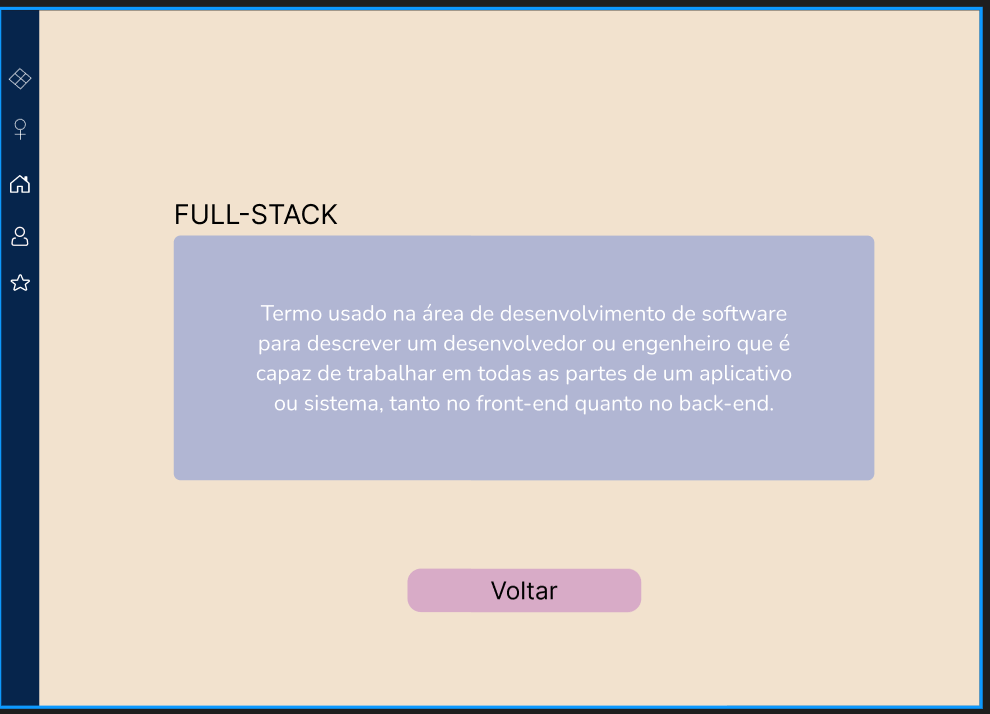 FULL-STACK
Termo usado na área de desenvolvimento de software
para descrever um desenvolvedor ou engenheiro que é
capaz de trabalhar em todas as partes de um aplicativo
ou sistema, tanto no front-end quanto no back-end.
Voltar